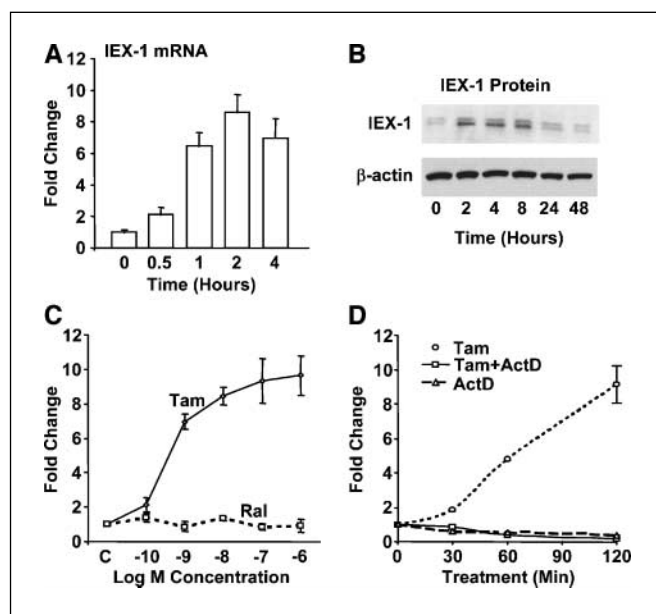 A IEX-1 mRNA
Fold Change
12
10
8
6
4
2
0
0 0.5 1 2 4
Time (Hours)
B
IEX-1 Protein
IEX-1
β-actin
0 2 4 8 24 48
Time (Hours)
C
Fold Change
12
10
8
6
4
2
0
Tam
Ral
C -10 -9 -8 -7 -6
Log M Concentration
D
Fold Change
12
10
8
6
4
2
0
Tam
Tam+ActD
ActD
0 30 60 90 120
Treatment (Min)